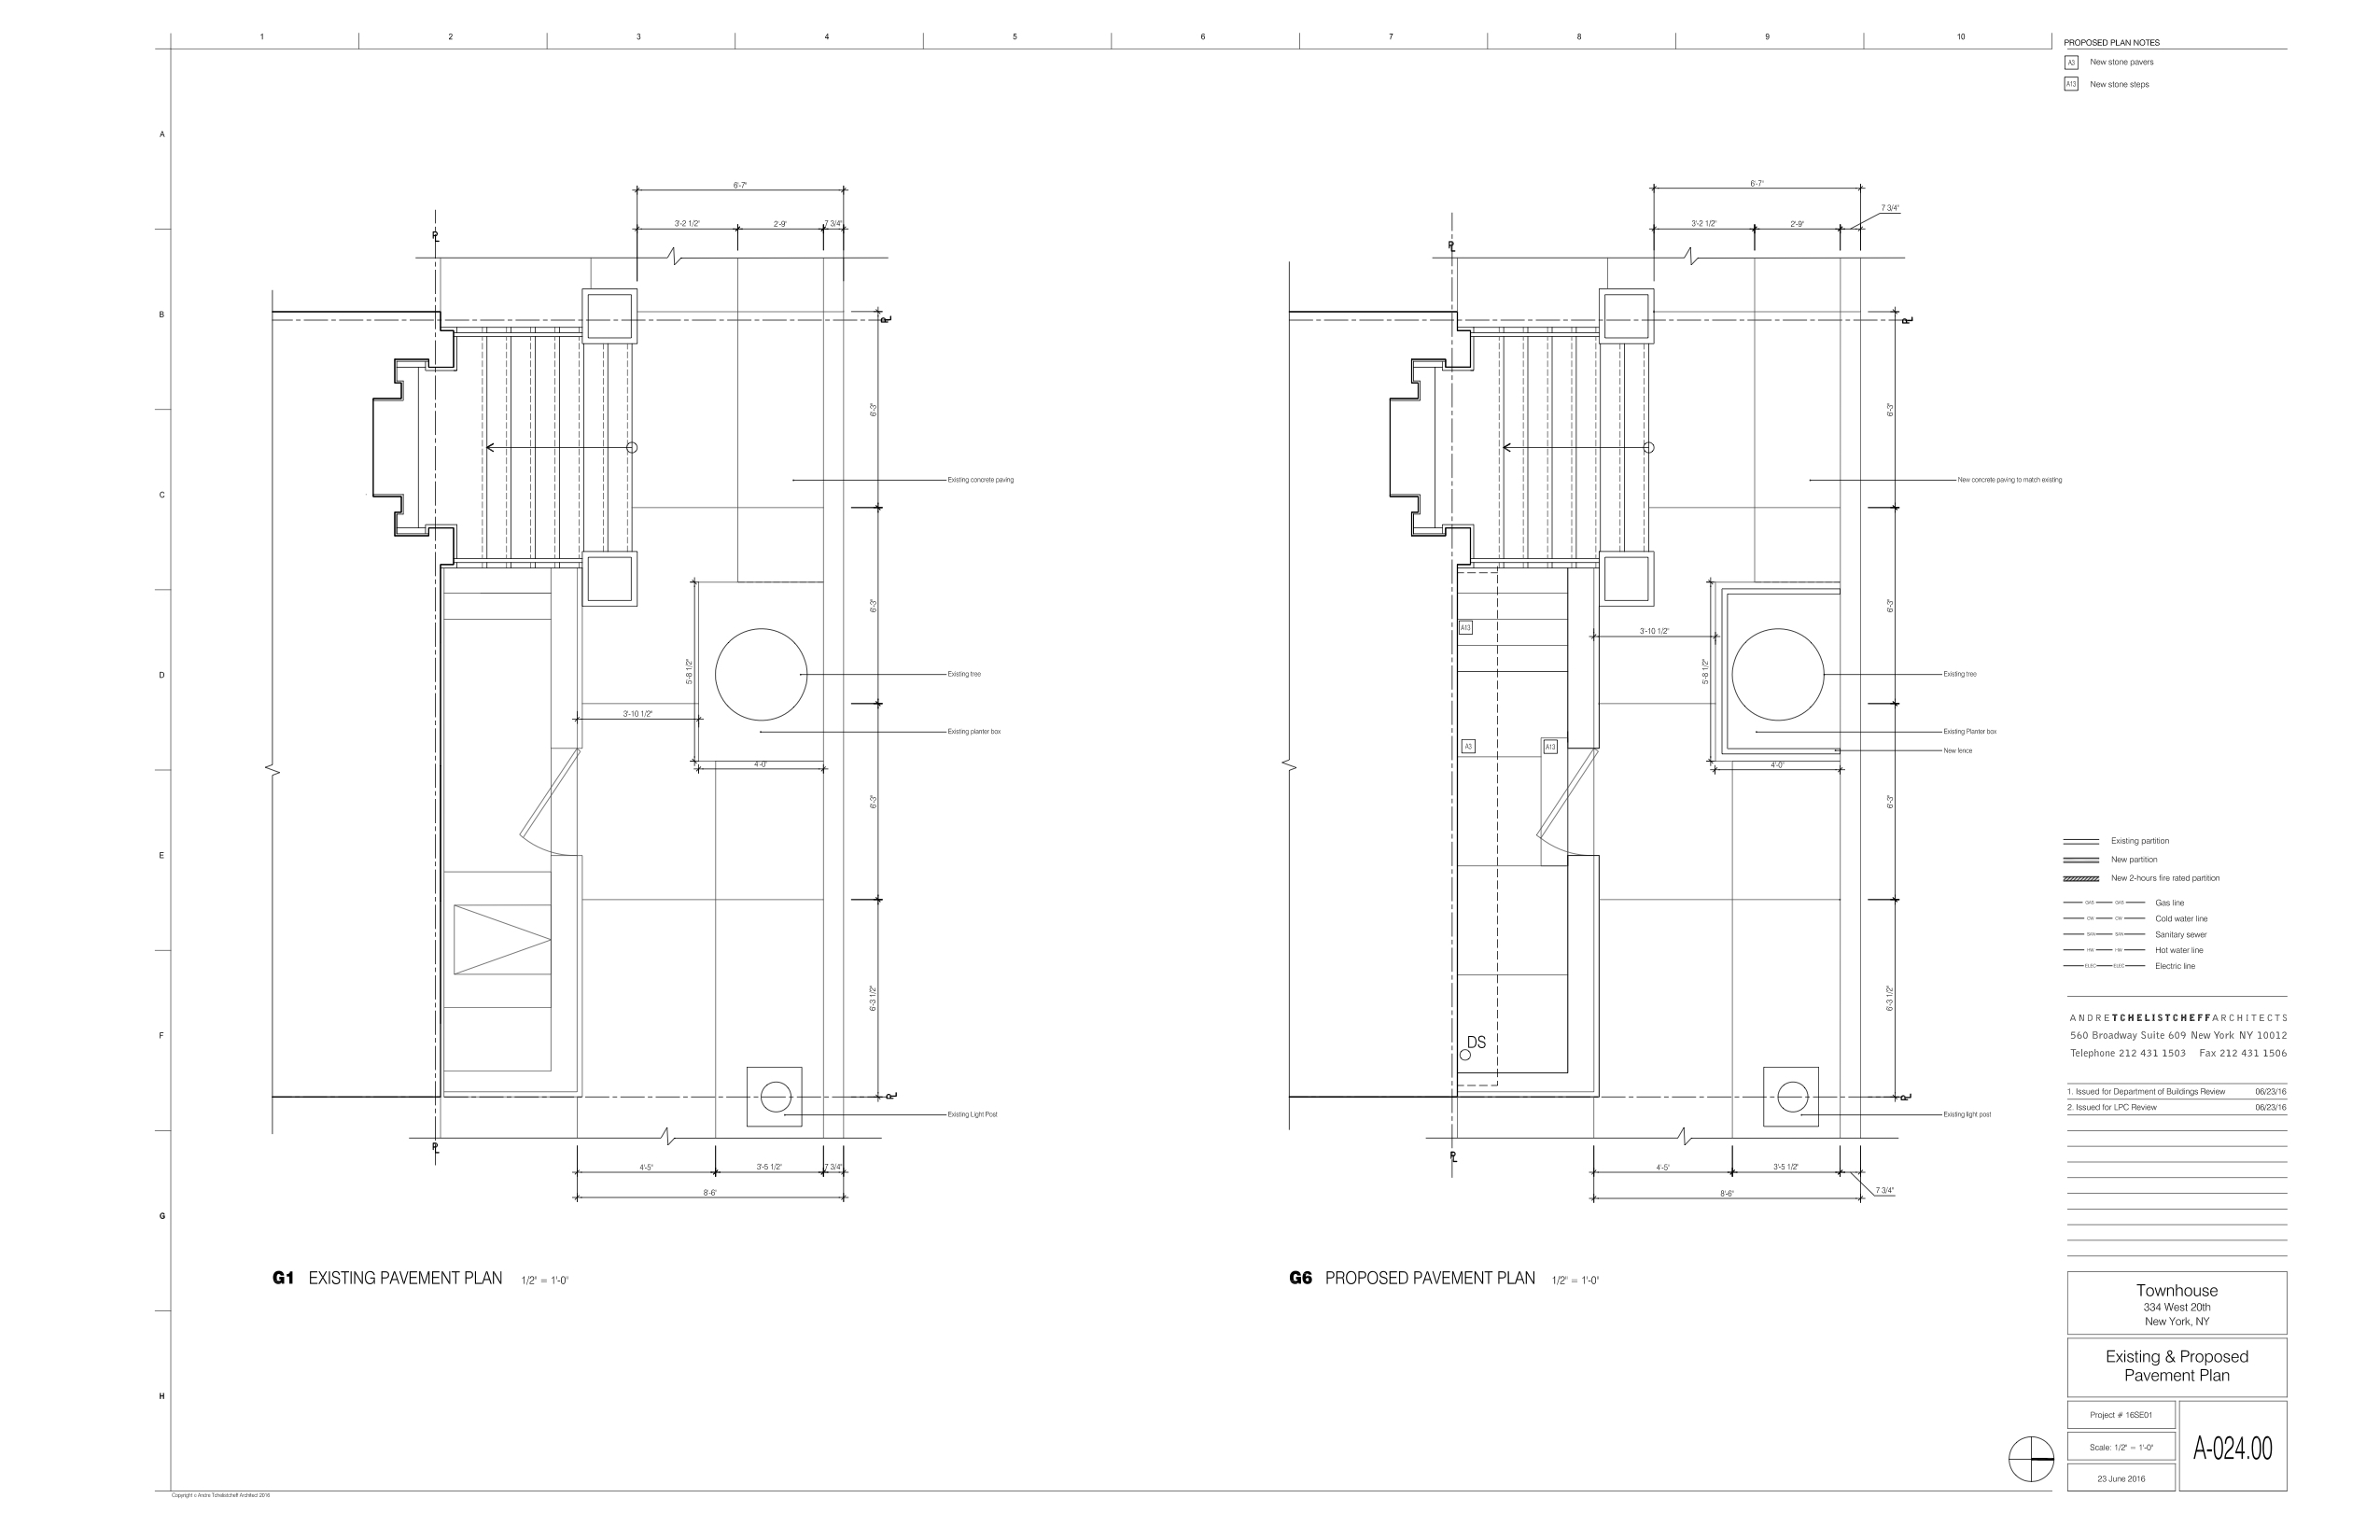 1 2 3 4 5 6 7 8 9 10
A
B
C
D
E
F
G
H
PROPOSED PLAN NOTES
A3 New stone pavers
A13 New stone steps
6'-7"
3'-2 1/2" 2'-9" 7 3/4"
PL
PL
6'-3"
Existing concrete paving
6'-3"
5'-8 1/2"
Existing tree
3'-10 1/2"
Existing planter box
4'-0"
6'-3"
6'-3 1/2"
PL
Existing Light Post
PL
4'-5" 3'-5 1/2" 7 3/4"
8'-6"
G1 EXISTING PAVEMENT PLAN 1/2" = 1'-0"
6'-7"
7 3/4"
3'-2 1/2" 2'-9"
PL
PL
6'-3"
New concrete paving to match existing
6'-3"
A13
3'-10 1/2"
5'-8 1/2"
Existing tree
Existing Planter box
A3 A13
New fence
4'-0"
6'-3"
6'-3 1/2"
DS
PL
Existing light post
PL
4'-5" 3'-5 1/2"
7 3/4"
8'-6"
G6 PROPOSED PAVEMENT PLAN 1/2" = 1'-0"
Existing partition
New partition
New 2-hours fire rated partition
GAS GAS Gas line
CW CW Cold water line
SAN SAN Sanitary sewer
HW HW Hot water line
ELEC ELEC Electric line
ANDRETCHELISTCHEFFARCHITECTS
560 Broadway Suite 609 New York NY 10012
Telephone 212 431 1503 Fax 212 431 1506
1. Issued for Department of Buildings Review 06/23/16
2. Issued for LPC Review 06/23/16
Townhouse
334 West 20th
New York, NY
Existing & Proposed
Pavement Plan
Project # 16SE01
Scale: 1/2" = 1'-0"
23 June 2016
A-024.00
Copyright © Andre Tchelistcheff Architect 2016